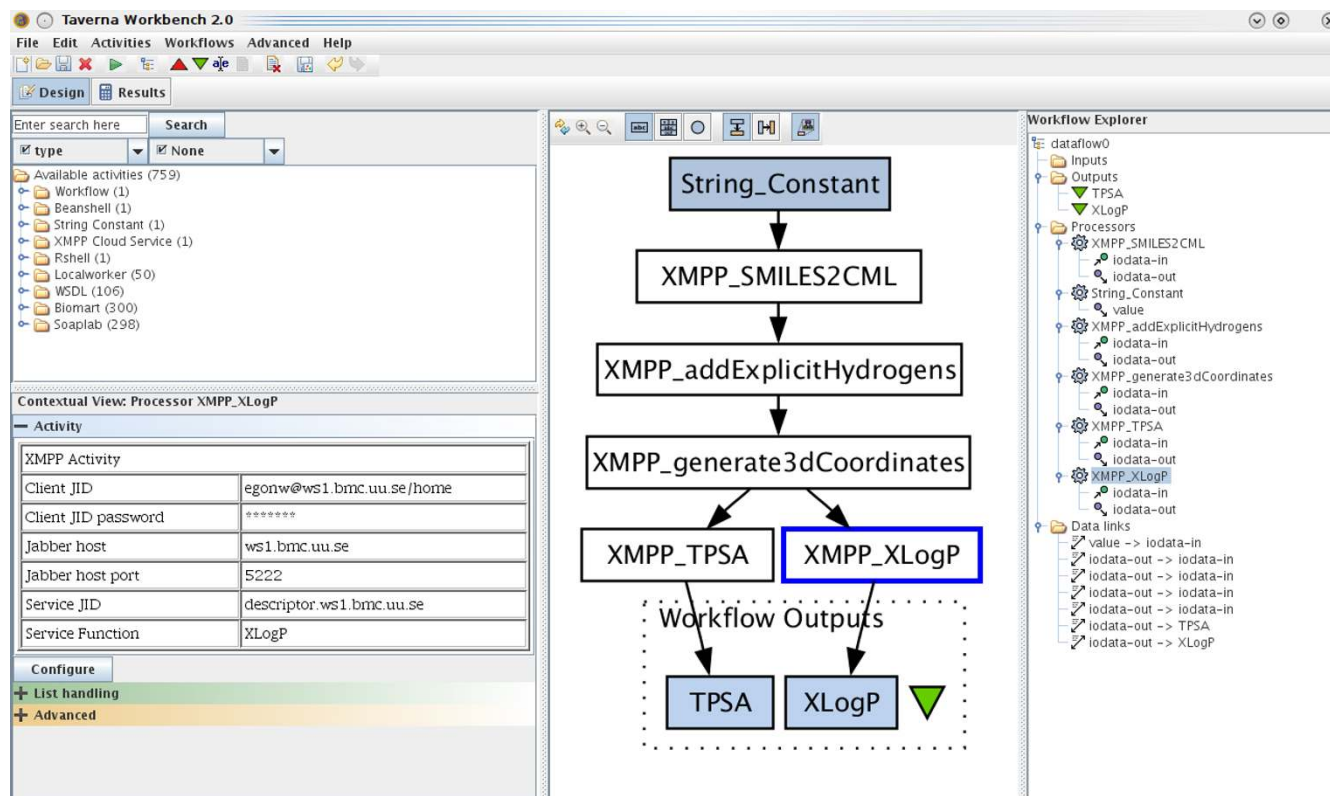 Taverna Workbench 2.0
File Edit Activities Workflows Advanced Help
Design Results
Enter search here Search
type None
Available activities (759)
Workflow (1)
Beanshell (1)
String Constant (1)
XMPP Cloud Service (1)
Rshell (1)
Localworker (50)
WSDL (106)
Biomart (300)
Soaplab (298)
Contextual View: Processor XMPP_XLogP
Activity
XMPP Activity
Client JID egonw@ws1.bmc.uu.se/home
Client JID password *******
Jabber host ws1.bmc.uu.se
Jabber host port 5222
Service JID descriptor.ws1.bmc.uu.se
Service Function XLogP
Configure
List handling
Advanced
String_Constant
XMPP_SMILES2CML
XMPP_addExplicitHydrogens
XMPP_generate3dCoordinates
XMPP_TPSA XMPP_XLogP
Workflow Outputs
TPSA XLogP
Workflow Explorer
dataflow0
Inputs
Outputs
TPSA
XLogP
Processors
XMPP_SMILES2CML
iodata-in
iodata-out
String_Constant
value
XMPP_addExplicitHydrogens
iodata-in
iodata-out
XMPP_generate3dCoordinates
iodata-in
iodata-out
XMPP_TPSA
iodata-in
iodata-out
XMPP_XLogP
iodata-in
iodata-out
Data links
value -> iodata-in
iodata-out -> iodata-in
iodata-out -> iodata-in
iodata-out -> iodata-in
iodata-out -> iodata-in
iodata-out -> TPSA
iodata-out -> XLogP